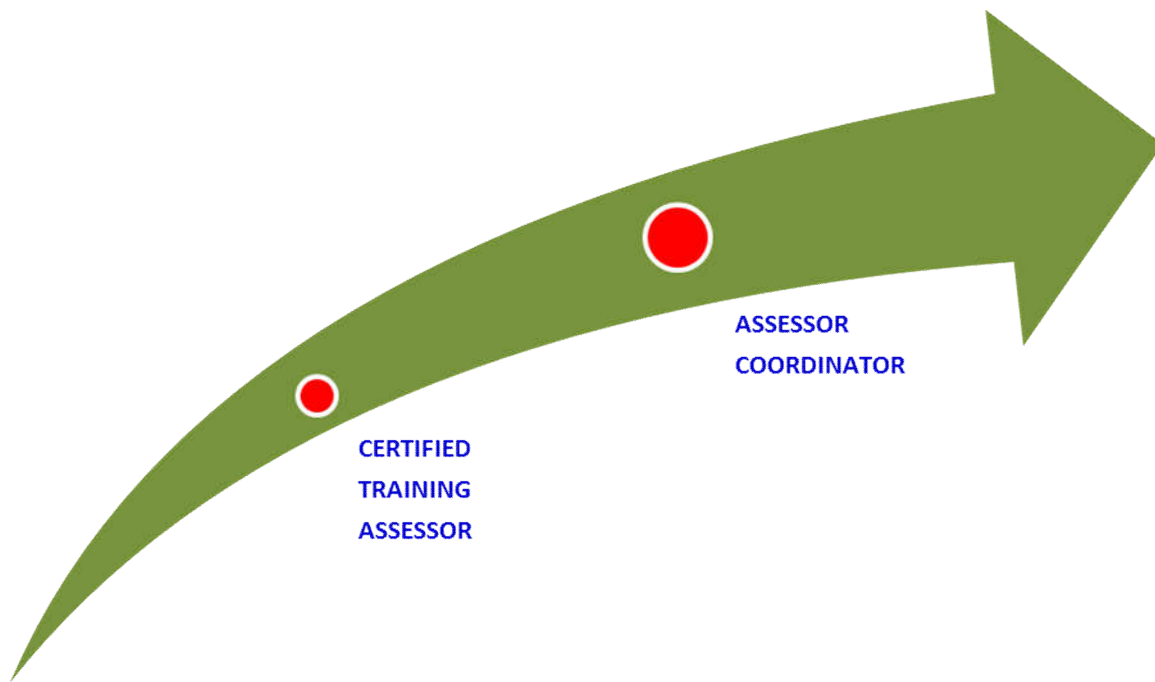 ASSESSOR
COORDINATOR
CERTIFIED
TRAINING
ASSESSOR